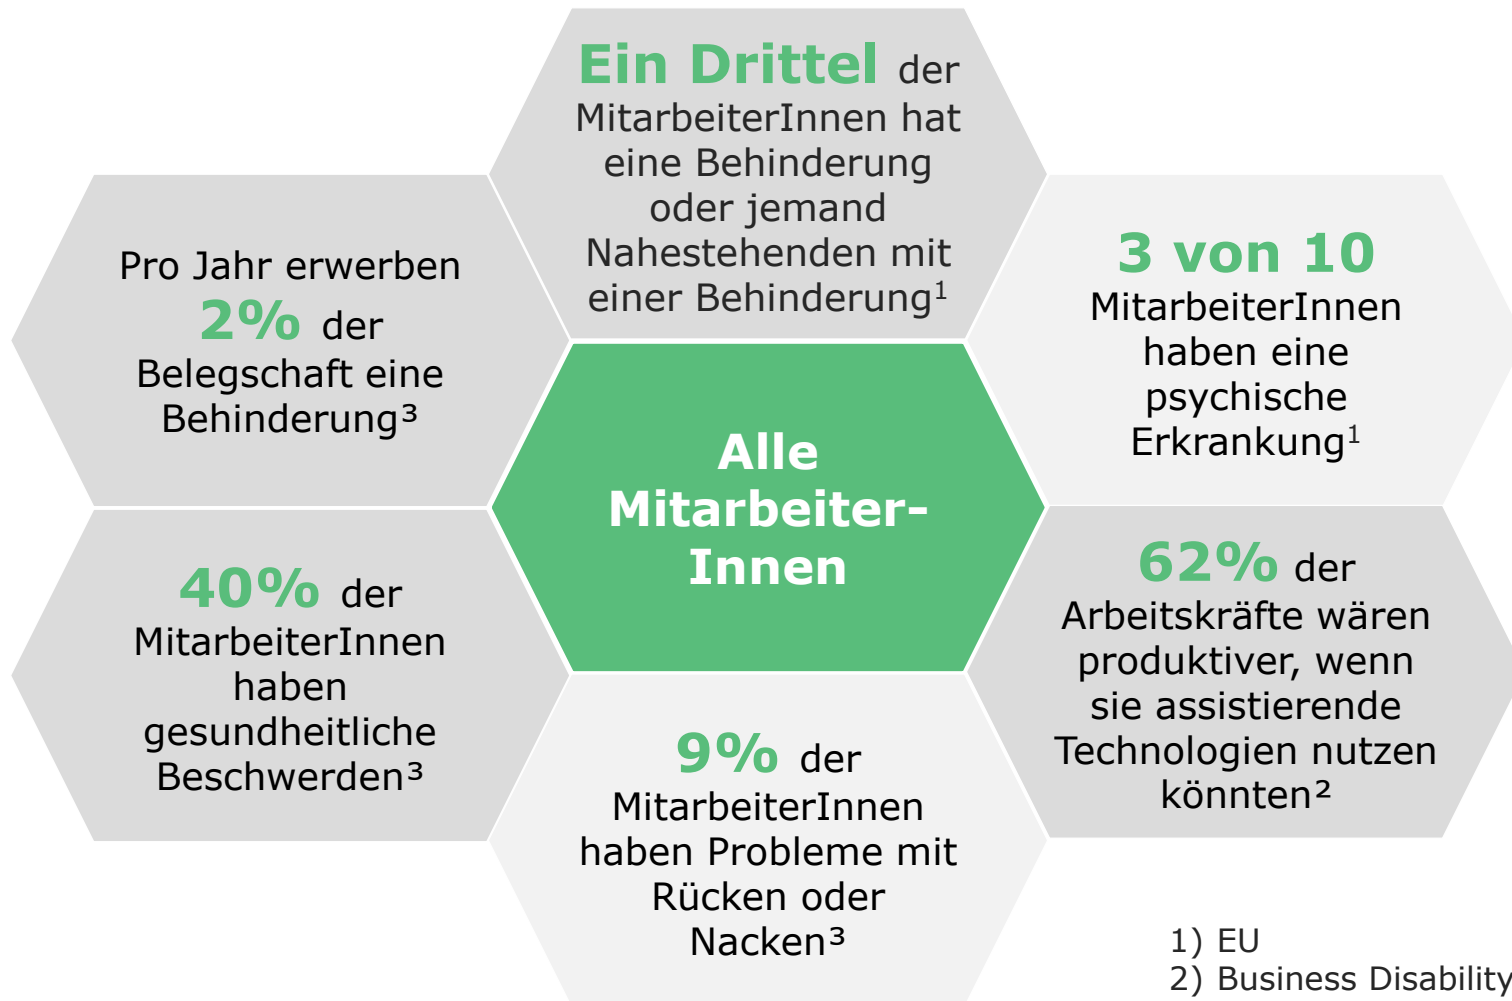 Ein Drittel der
MitarbeiterInnen hat
eine Behinderung
oder jemand
Nahestehenden mit
einer Behinderung¹
Pro Jahr erwerben
2% der
Belegschaft eine
Behinderung³
3 von 10
MitarbeiterInnen
haben eine
psychische
Erkrankung¹
Alle
Mitarbeiter-
Innen
40% der
MitarbeiterInnen
haben
gesundheitliche
Beschwerden³
62% der
Arbeitskräfte wären
produktiver, wenn
sie assistierende
Technologien nutzen
könnten²
9% der
MitarbeiterInnen
haben Probleme mit
Rücken oder
Nacken³
1) EU
2) Business Disability